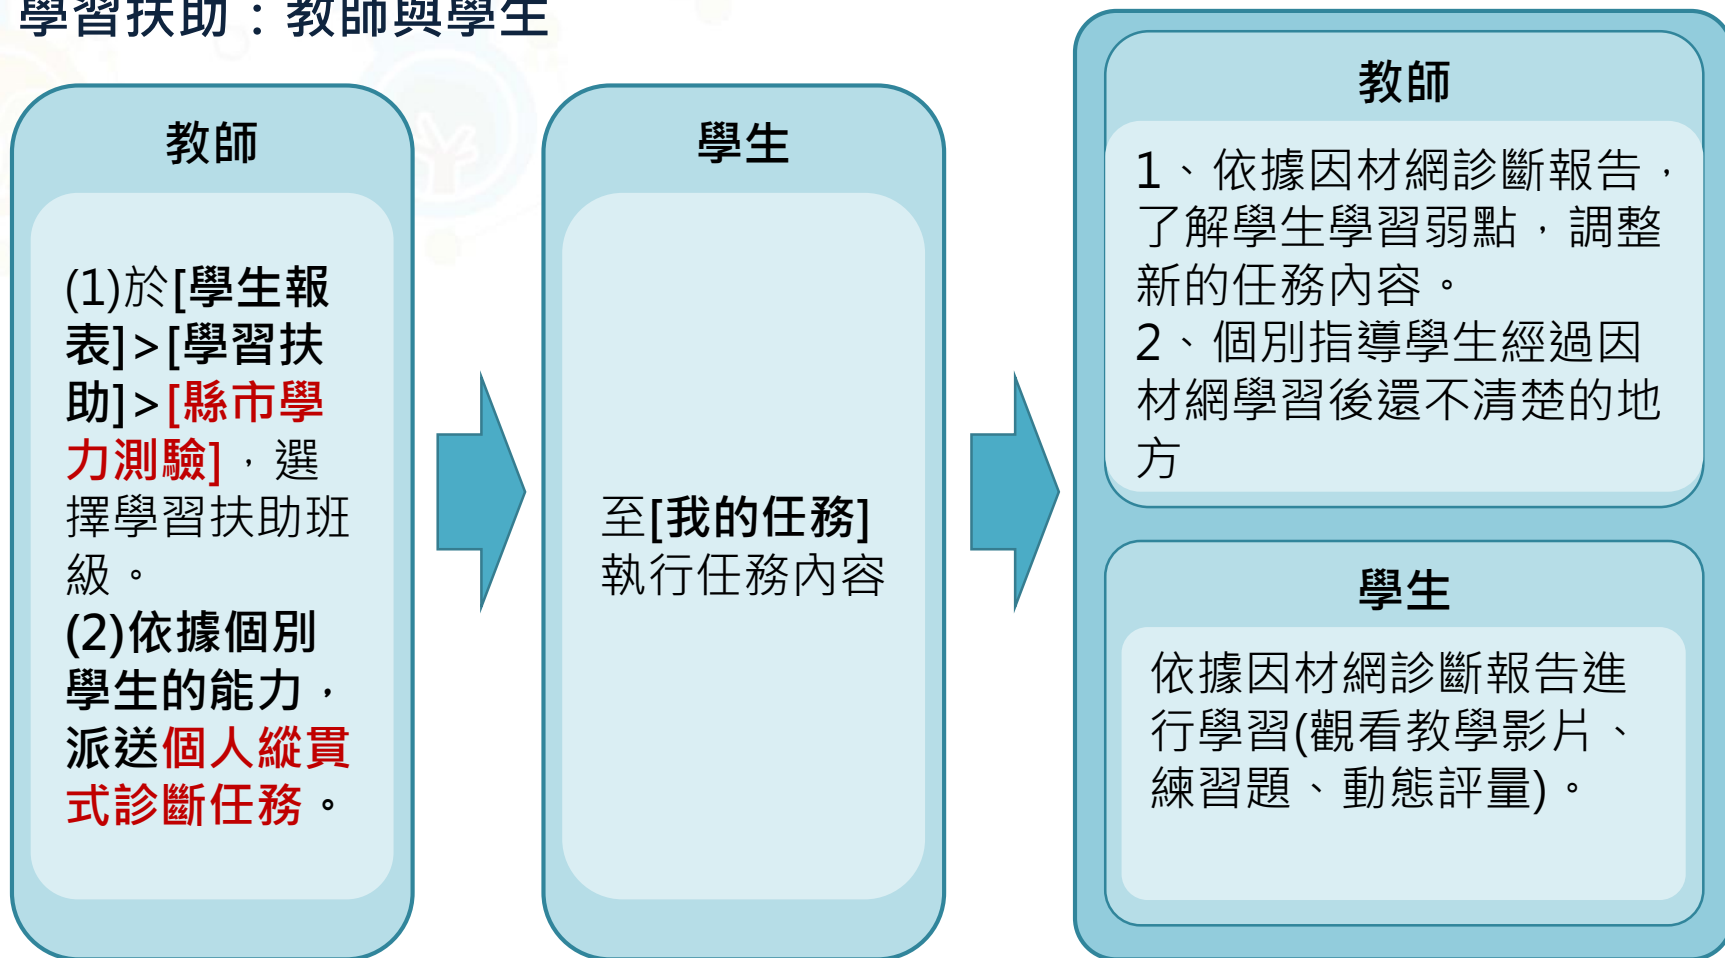 學習扶助：教師與學生
教師
(1)於[學生報
表]>[學習扶
助]>[縣市學
力測驗]，選
擇學習扶助班
級。
(2)依據個別
學生的能力，
派送個人縱貫
式診斷任務。
學生
至[我的任務]
執行任務內容
教師
1、依據因材網診斷報告，
了解學生學習弱點，調整
新的任務內容。
2、個別指導學生經過因
材網學習後還不清楚的地
方
學生
依據因材網診斷報告進
行學習(觀看教學影片、
練習題、動態評量)。